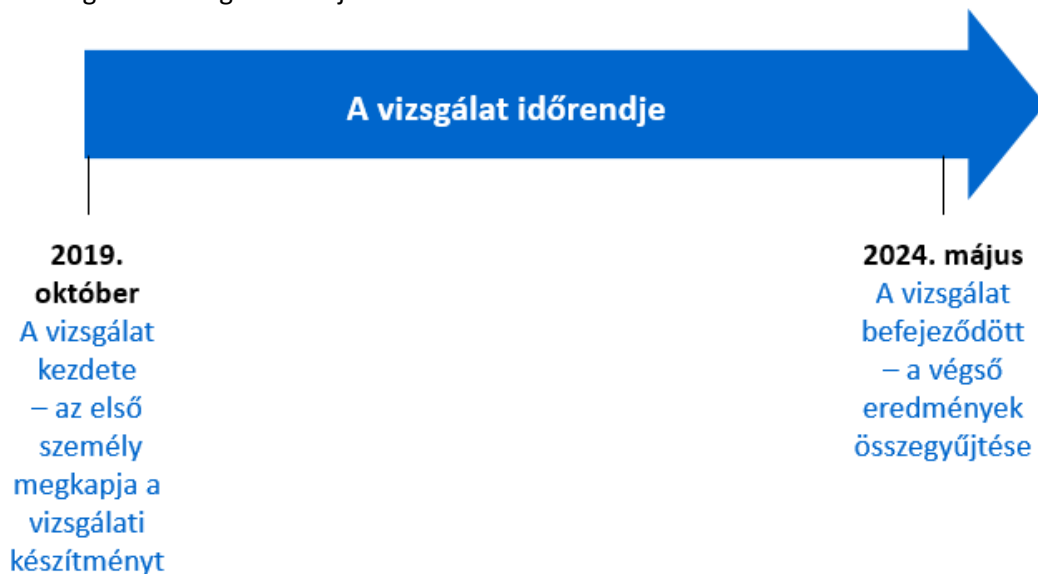 A vizsgálat időrendje
2019.
október
A vizsgálat
kezdete
– az első
személy
megkapja a
vizsgálati
készítményt
2024. május
A vizsgálat
befejeződött
– a végső
eredmények
összegyűjtése